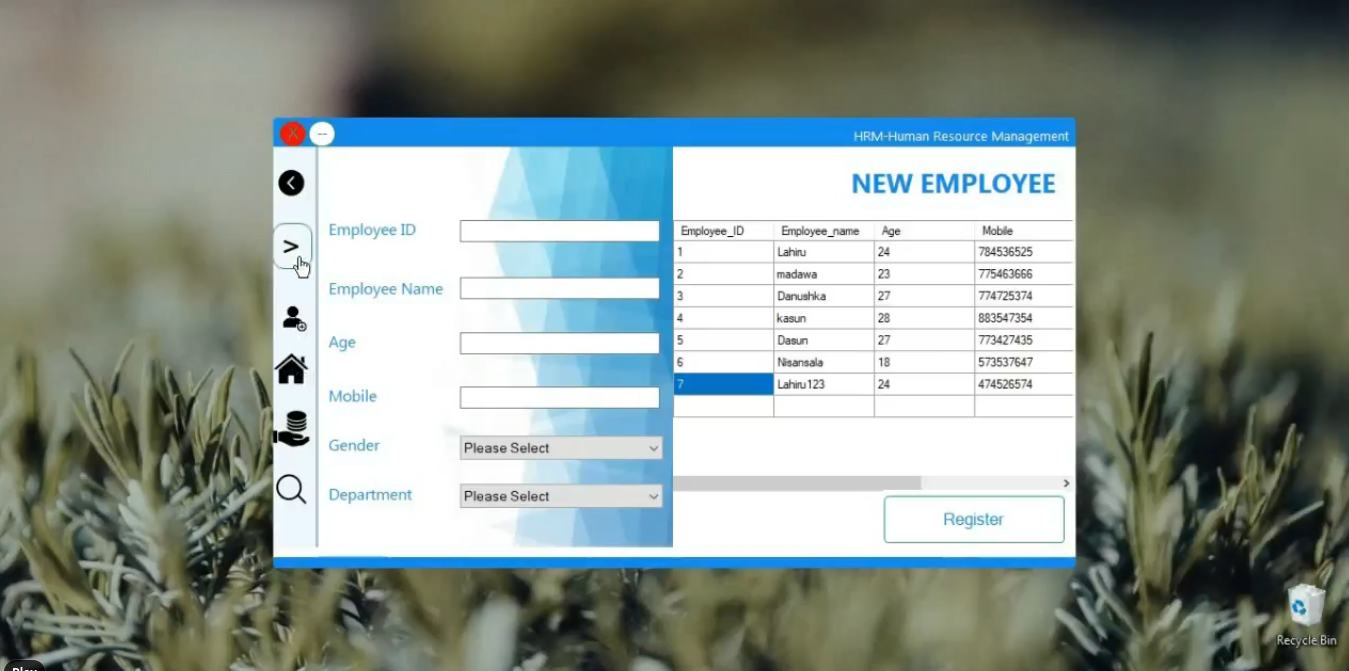 X --
HRM-Human Resource Management
NEW EMPLOYEE
>
Employee ID
Employee Name
Age
Mobile
Gender Please Select
Department Please Select
Employee_ID Employee_name Age Mobile
1 Lahiru 24 784536525
2 madawa 23 775463666
3 Danushka 27 774725374
4 kasun 28 883547354
5 Dasun 27 773427435
6 Nisansala 18 573537647
7 Lahiru123 24 474526574
Register
Recycle Bin